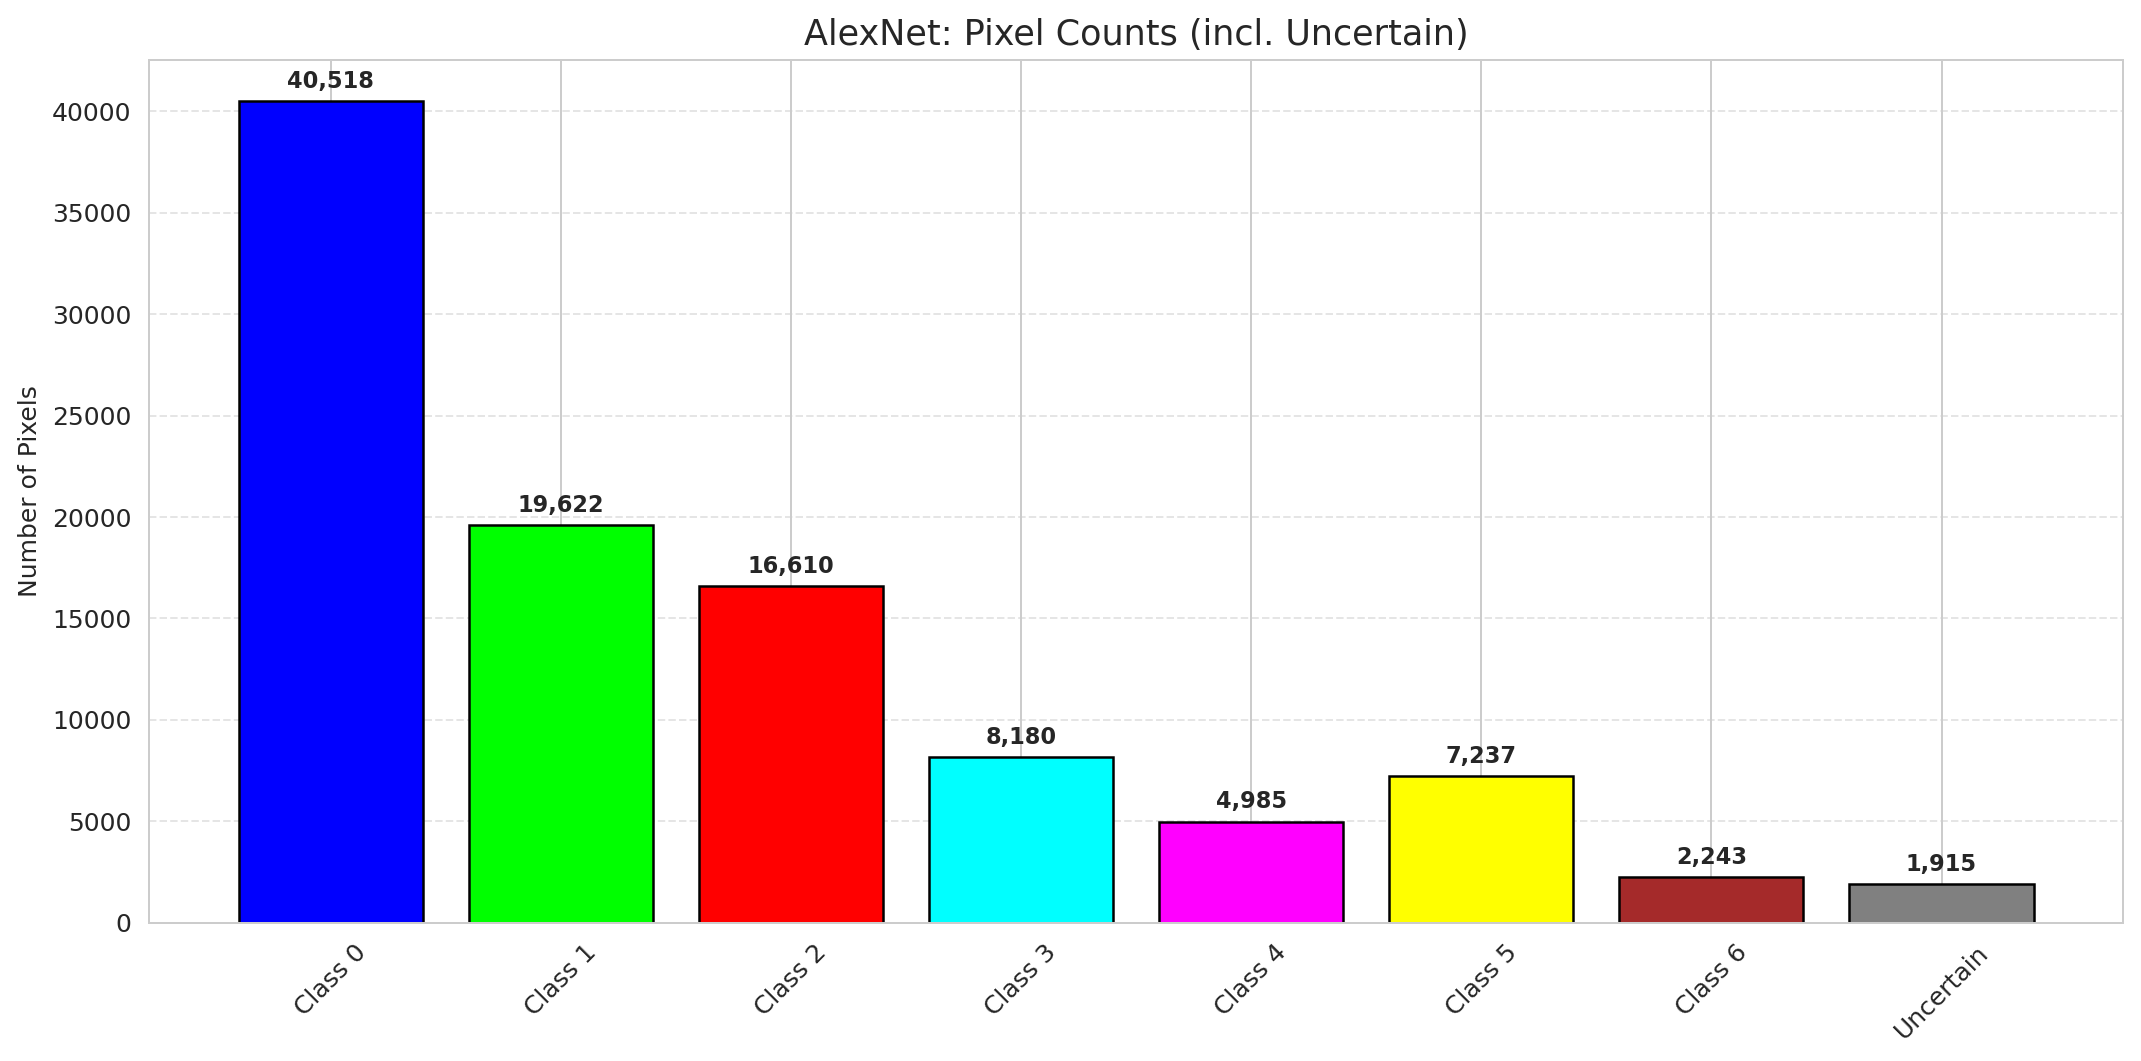 AlexNet: Pixel Counts (incl. Uncertain)
Number of Pixels
40000
35000
30000
25000
20000
15000
10000
5000
0
40,518
19,622
16,610
8,180
4,985
7,237
2,243
1,915
Class 0
Class 1
Class 2
Class 3
Class 4
Class 5
Class 6
Uncertain